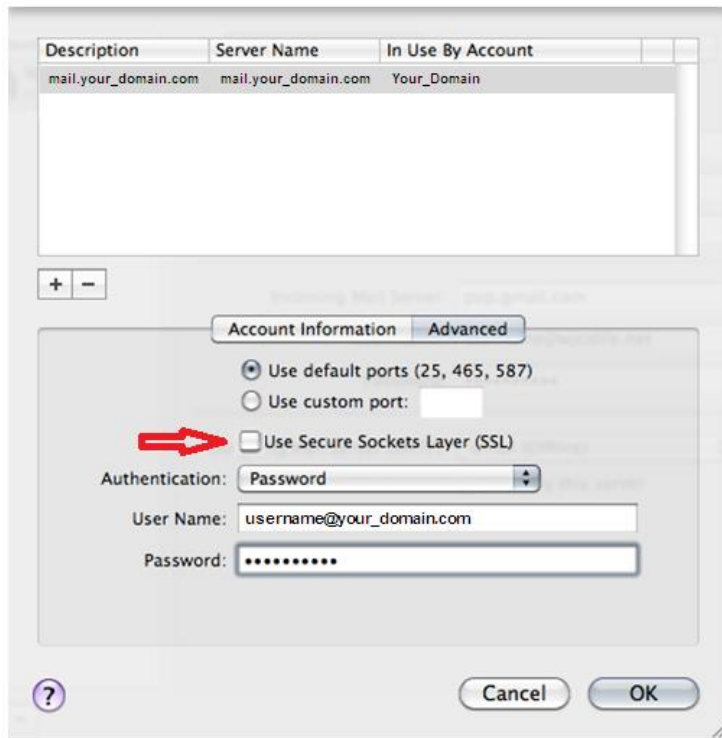 Description Server Name In Use By Account
mail.your_domain.com mail.your_domain.com Your_Domain
+ −
Account Information Advanced
Use default ports (25, 465, 587)
Use custom port:
Use Secure Sockets Layer (SSL)
Authentication: Password
User Name: username@your_domain.com
Password: ••••••••••
? Cancel OK